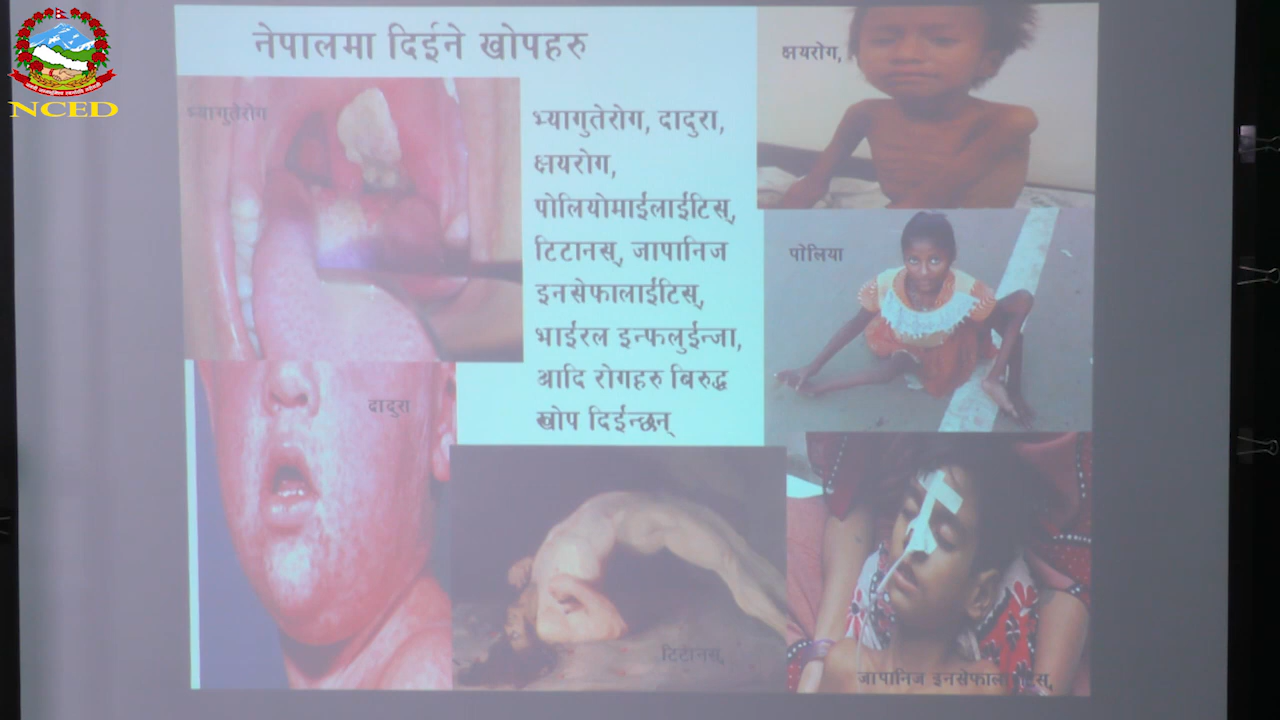 NCED
नेपालमा दिईने खोपहरु
भ्यागुतेरोग
क्षयरोग,
भ्यागुतेरोग, दादुरा,
क्षयरोग,
पोलियोमाईलाईटिस्,
टिटानस्, जापानिज
इनसेफालाईटिस्,
भाईरल इन्फलुईन्जा,
आदि रोगहरु बिरुद्ध
खोप दिईन्छन्
पोलिया
दादुरा
टिटानस्,
जापानिज